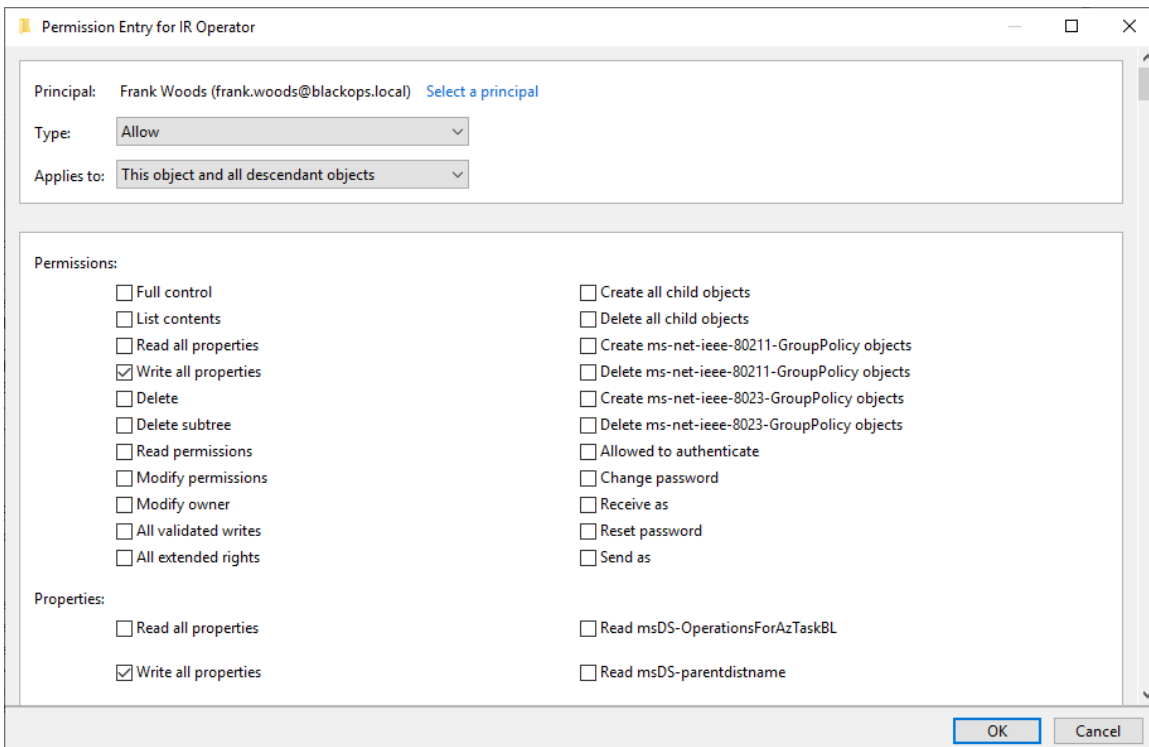 Permission Entry for IR Operator
Principal: Frank Woods (frank.woods@blackops.local) Select a principal
Type: Allow
Applies to: This object and all descendant objects
Permissions:
Full control
List contents
Read all properties
Write all properties
Delete
Delete subtree
Read permissions
Modify permissions
Modify owner
All validated writes
All extended rights
Create all child objects
Delete all child objects
Create ms-net-ieee-80211-GroupPolicy objects
Delete ms-net-ieee-80211-GroupPolicy objects
Create ms-net-ieee-8023-GroupPolicy objects
Delete ms-net-ieee-8023-GroupPolicy objects
Allowed to authenticate
Change password
Receive as
Reset password
Send as
Properties:
Read all properties
Write all properties
Read msDS-OperationsForAzTaskBL
Read msDS-parentdistname
OK
Cancel